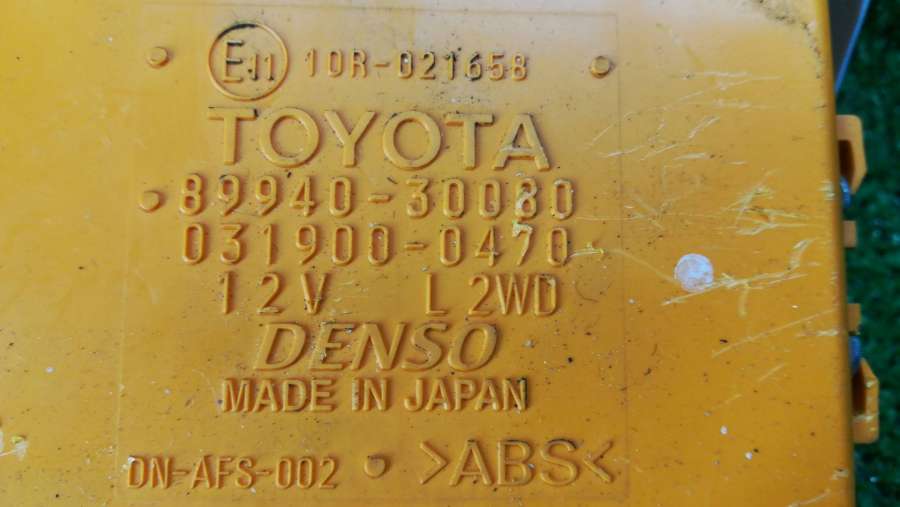 E11 10R-021658
TOYOTA
89940-30080
031900-0470
12V L 2WD
DENSO
MADE IN JAPAN
DN-AFS-002 >ABS<